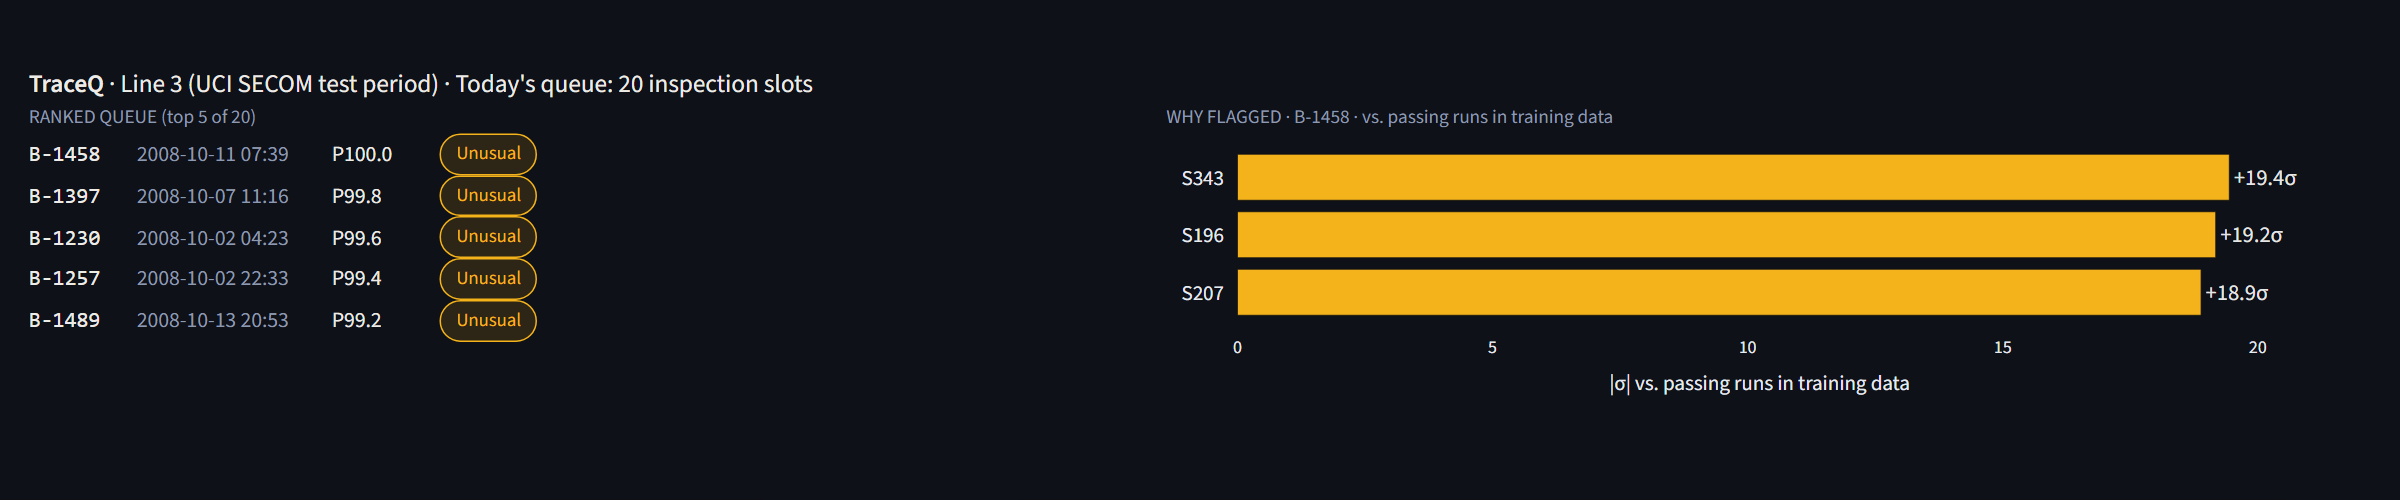 TraceQ · Line 3 (UCI SECOM test period) · Today's queue: 20 inspection slots
RANKED QUEUE (top 5 of 20)
B-1458 2008-10-11 07:39 P100.0 Unusual
B-1397 2008-10-07 11:16 P99.8 Unusual
B-1230 2008-10-02 04:23 P99.6 Unusual
B-1257 2008-10-02 22:33 P99.4 Unusual
B-1489 2008-10-13 20:53 P99.2 Unusual
WHY FLAGGED · B-1458 · vs. passing runs in training data
S343 +19.4σ
S196 +19.2σ
S207 +18.9σ
0 5 10 15 20
|σ| vs. passing runs in training data